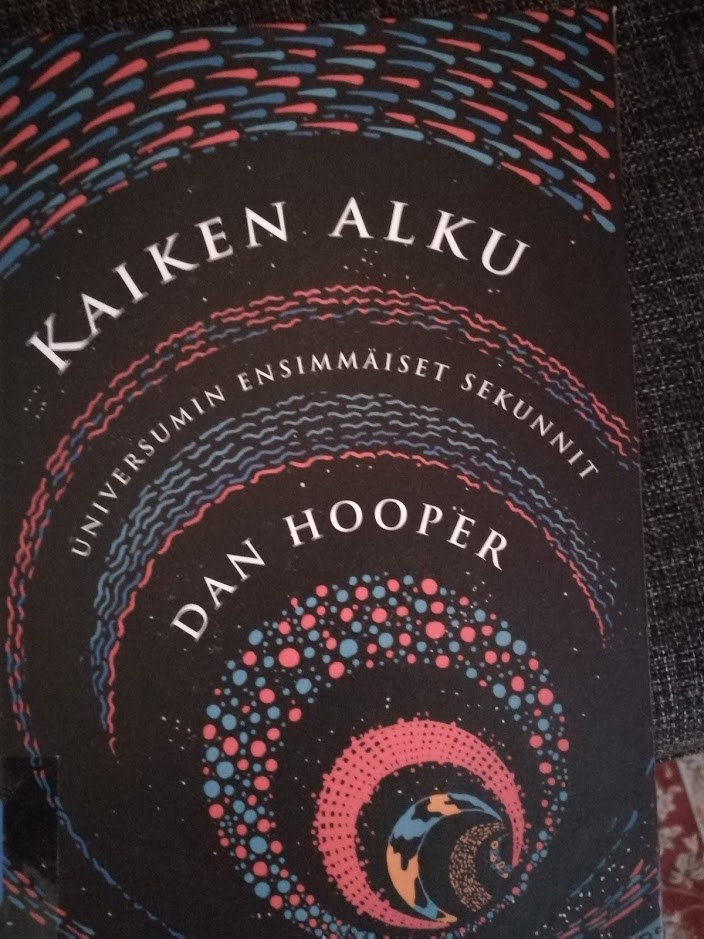 KAIKEN ALKU
UNIVERSUMIN ENSIMMÄISET SEKUNNIT
DAN HOOPER